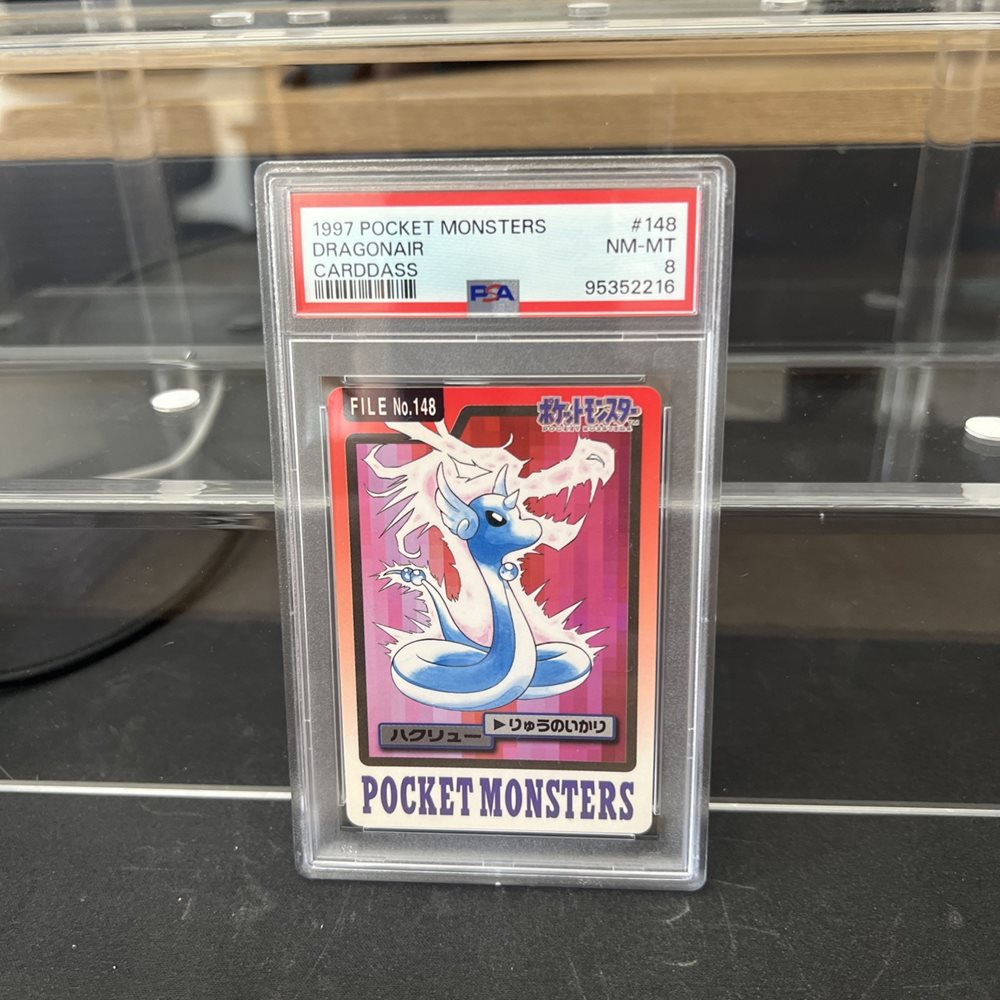 1997 POCKET MONSTERS #148
DRAGONAIR NM-MT
CARDDASS 8
PSA 95352216
FILE No.148
ポケットモンスター
POCKET MONSTERS
ハクリュー
▶りゅうのいかり
POCKET MONSTERS